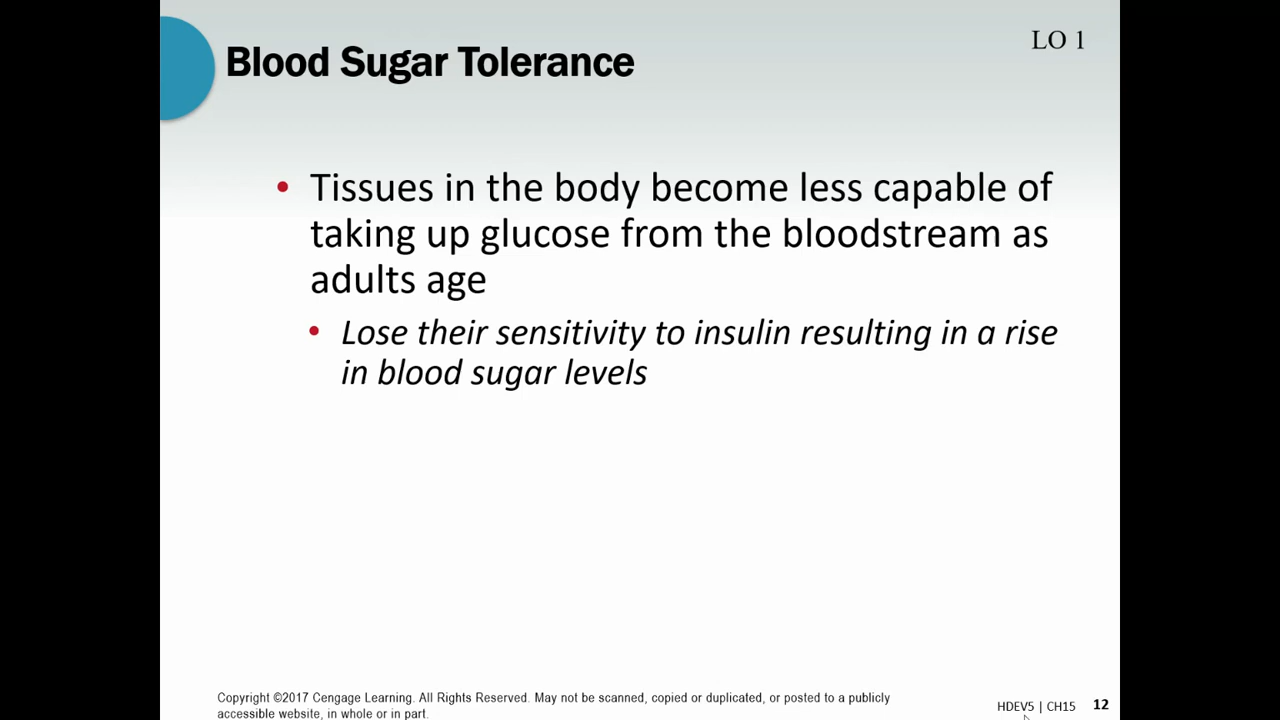 LO 1
Blood Sugar Tolerance
• Tissues in the body become less capable of
taking up glucose from the bloodstream as
adults age
• Lose their sensitivity to insulin resulting in a rise
in blood sugar levels
Copyright ©2017 Cengage Learning. All Rights Reserved. May not be scanned, copied or duplicated, or posted to a publicly
accessible website, in whole or in part.
HDEV5 | CH15 12